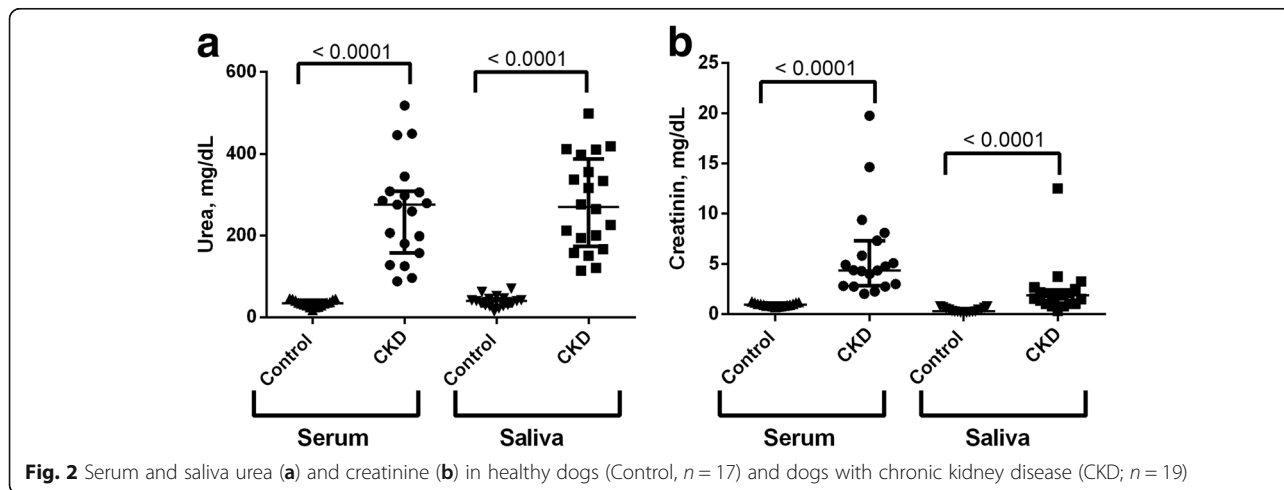 a
< 0.0001
< 0.0001
600
400
200
0
Urea, mg/dL
Control
CKD
Control
CKD
Serum
Saliva
b
< 0.0001
< 0.0001
25
20
15
10
5
0
Creatinin, mg/dL
Control
CKD
Control
CKD
Serum
Saliva
Fig. 2 Serum and saliva urea (a) and creatinine (b) in healthy dogs (Control, n = 17) and dogs with chronic kidney disease (CKD; n = 19)